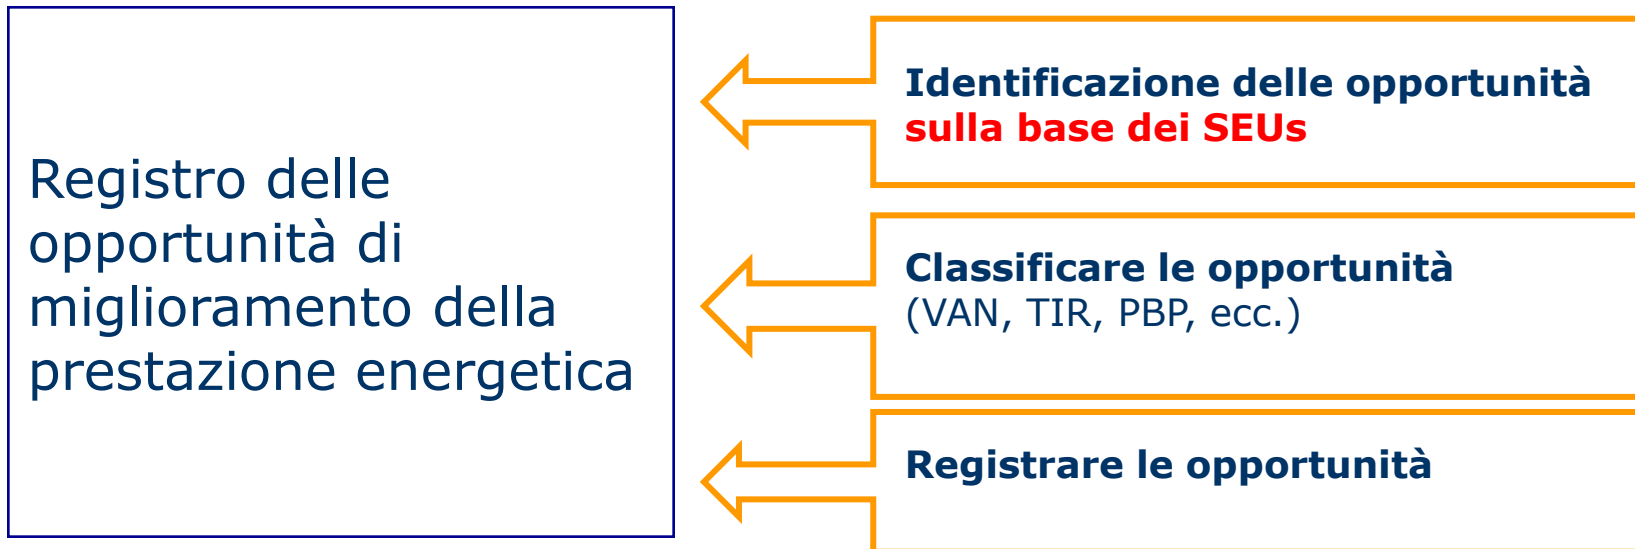 Registro delle
opportunità di
miglioramento della
prestazione energetica
Identificazione delle opportunità
sulla base dei SEUs
Classificare le opportunità
(VAN, TIR, PBP, ecc.)
Registrare le opportunità